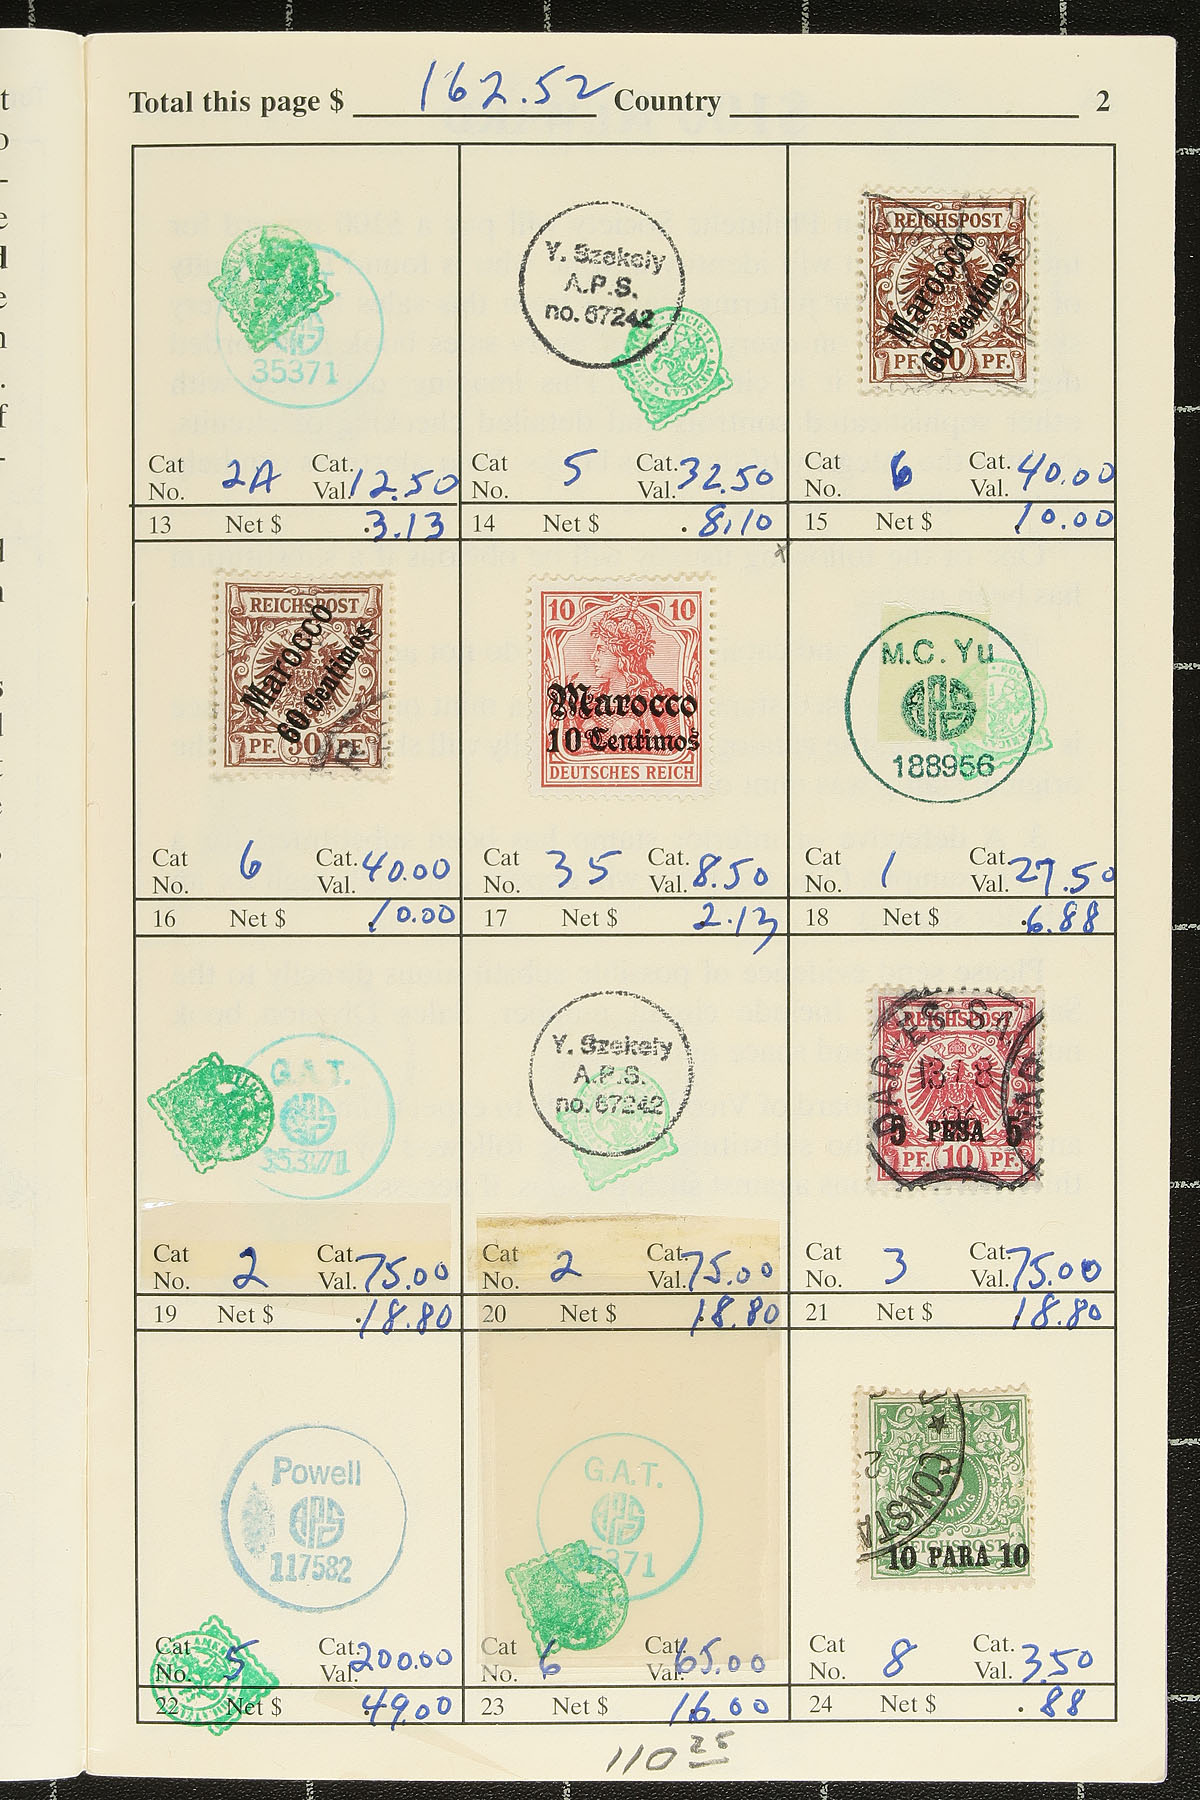 Total this page $ 162.52 Country 2
35371
Cat No. 2A Cat. Val. 12.50
13 Net $ 3.13
Y. Szekely
A.P.S.
no. 67242
Cat No. 5 Cat. Val. 32.50
14 Net $ 8.10
REICHSPOST
Marocco
60 Centimos
PF. 50 PF.
Cat No. 6 Cat. Val. 40.00
15 Net $ 10.00
REICHSPOST
Marocco
60 Centimos
PF. 50 PF.
Cat No. 6 Cat. Val. 40.00
16 Net $ 10.00
x
10 10
Marocco
10 Centimos
DEUTSCHES REICH
Cat No. 35 Cat. Val. 8.50
17 Net $ 2.13
M.C. Yu
APS
188956
Cat No. 1 Cat. Val. 27.50
18 Net $ 6.88
G.A.T.
APS
35371
Cat No. 2 Cat. Val. 75.00
19 Net $ 18.80
Y. Szekely
A.P.S.
no. 67242
Cat No. 2 Cat. Val. 75.00
20 Net $ 18.80
REICHSPOST
5 PESA 5
PF. 10 PF.
Cat No. 3 Cat. Val. 75.00
21 Net $ 18.80
Powell
APS
117582
Cat No. 5 Cat. Val. 200.00
22 Net $ 49.00
G.A.T.
APS
5371
Cat No. 6 Cat. Val. 65.00
23 Net $ 16.00
CONSTA
REICHSPOST
10 PARA 10
Cat No. 8 Cat. Val. 3.50
24 Net $ .88
110 25